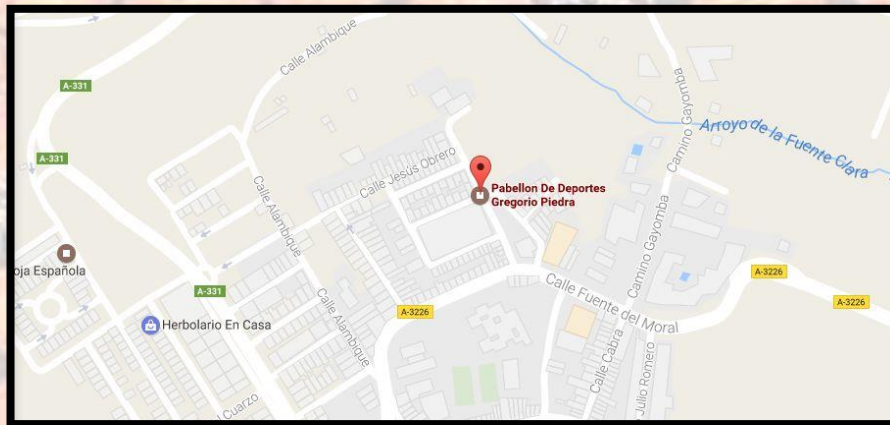 Calle Alambique
A-331
Camino Gayomba
Arroyo de la Fuente Clara
A-331
Calle Jesús Obrero
Pabellon De Deportes
Gregorio Piedra
Calle Alambique
Camino Gayomba
oja Española
A-331
A-3226
A-3226
A-3226
Calle Fuente del Moral
Herbolario En Casa
Calle Alambique
Calle Cabra
Julio Romero
l Cuarzo